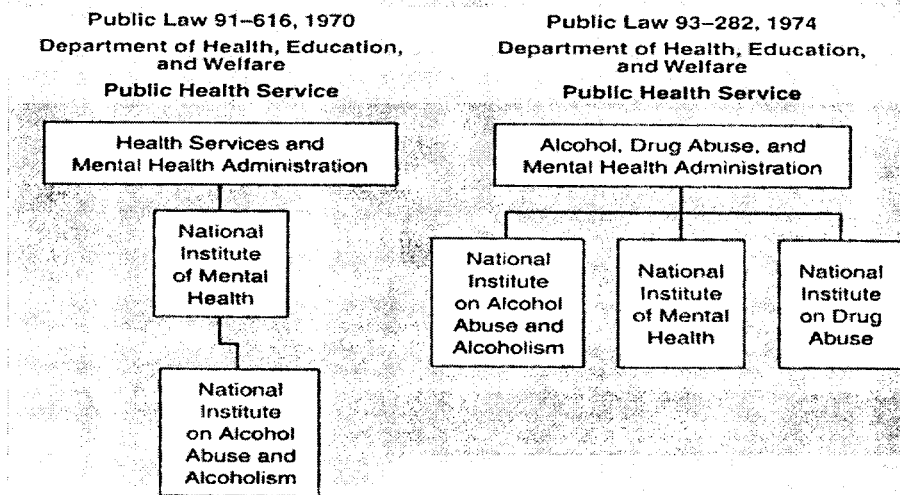 Public Law 91–616, 1970
Department of Health, Education,
and Welfare
Public Health Service
Health Services and
Mental Health Administration
National
Institute
of Mental
Health
National
Institute
on Alcohol
Abuse and
Alcoholism
Public Law 93–282, 1974
Department of Health, Education,
and Welfare
Public Health Service
Alcohol, Drug Abuse, and
Mental Health Administration
National
Institute
on Alcohol
Abuse and
Alcoholism
National
Institute
of Mental
Health
National
Institute
on Drug
Abuse